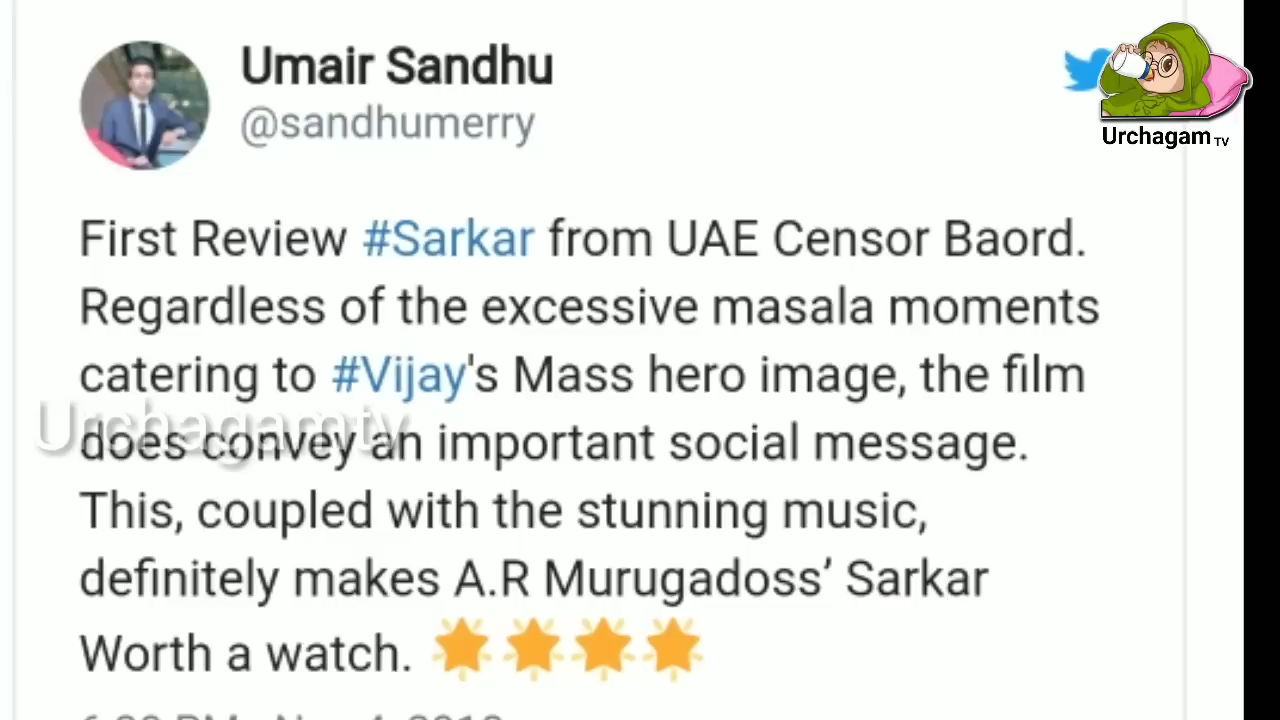 Umair Sandhu
@sandhumerry
Urchagam TV
First Review #Sarkar from UAE Censor Baord.
Regardless of the excessive masala moments
catering to #Vijay's Mass hero image, the film
Urchagamtv
does convey an important social message.
This, coupled with the stunning music,
definitely makes A.R Murugadoss’ Sarkar
Worth a watch. 🌟🌟🌟🌟